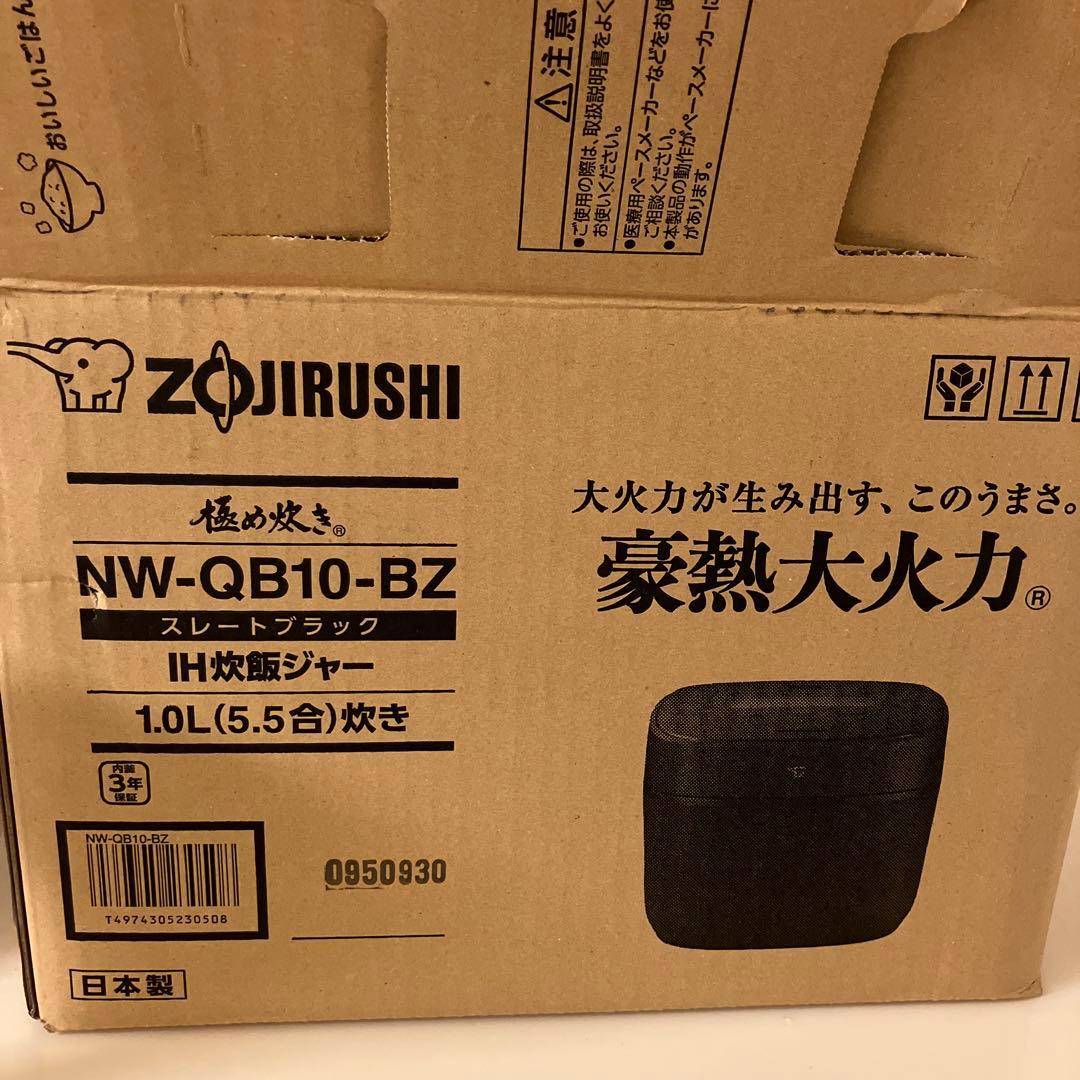 おいしいごはん
注意
●ご使用の際は、取扱説明書をよく
お使いください。
●医療用ペースメーカーなどをお使
ご相談ください。
●本製品の動作がペースメーカーに
があります。
ZOJIRUSHI
極め炊き®
NW-QB10-BZ
スレートブラック
IH炊飯ジャー
1.0L(5.5合)炊き
内釜
3年
保証
NW-QB10-BZ
T4974305230508
0950930
日本製
大火力が生み出す、このうまさ。
豪熱大火力®